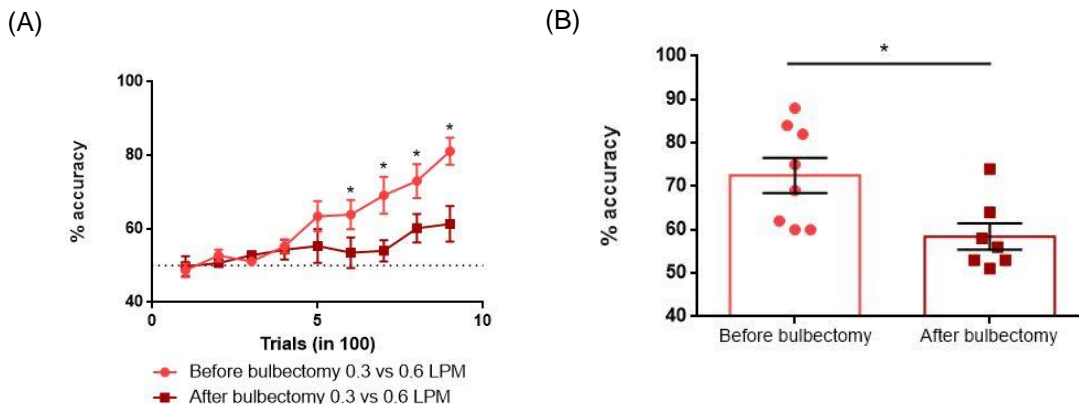 (A)
(B)
% accuracy
100
80
60
40
* * * * *
0 5 10
Trials (in 100)
Before bulbectomy 0.3 vs 0.6 LPM
After bulbectomy 0.3 vs 0.6 LPM
% accuracy
100
90
80
70
60
50
40
*
Before bulbectomy After bulbectomy